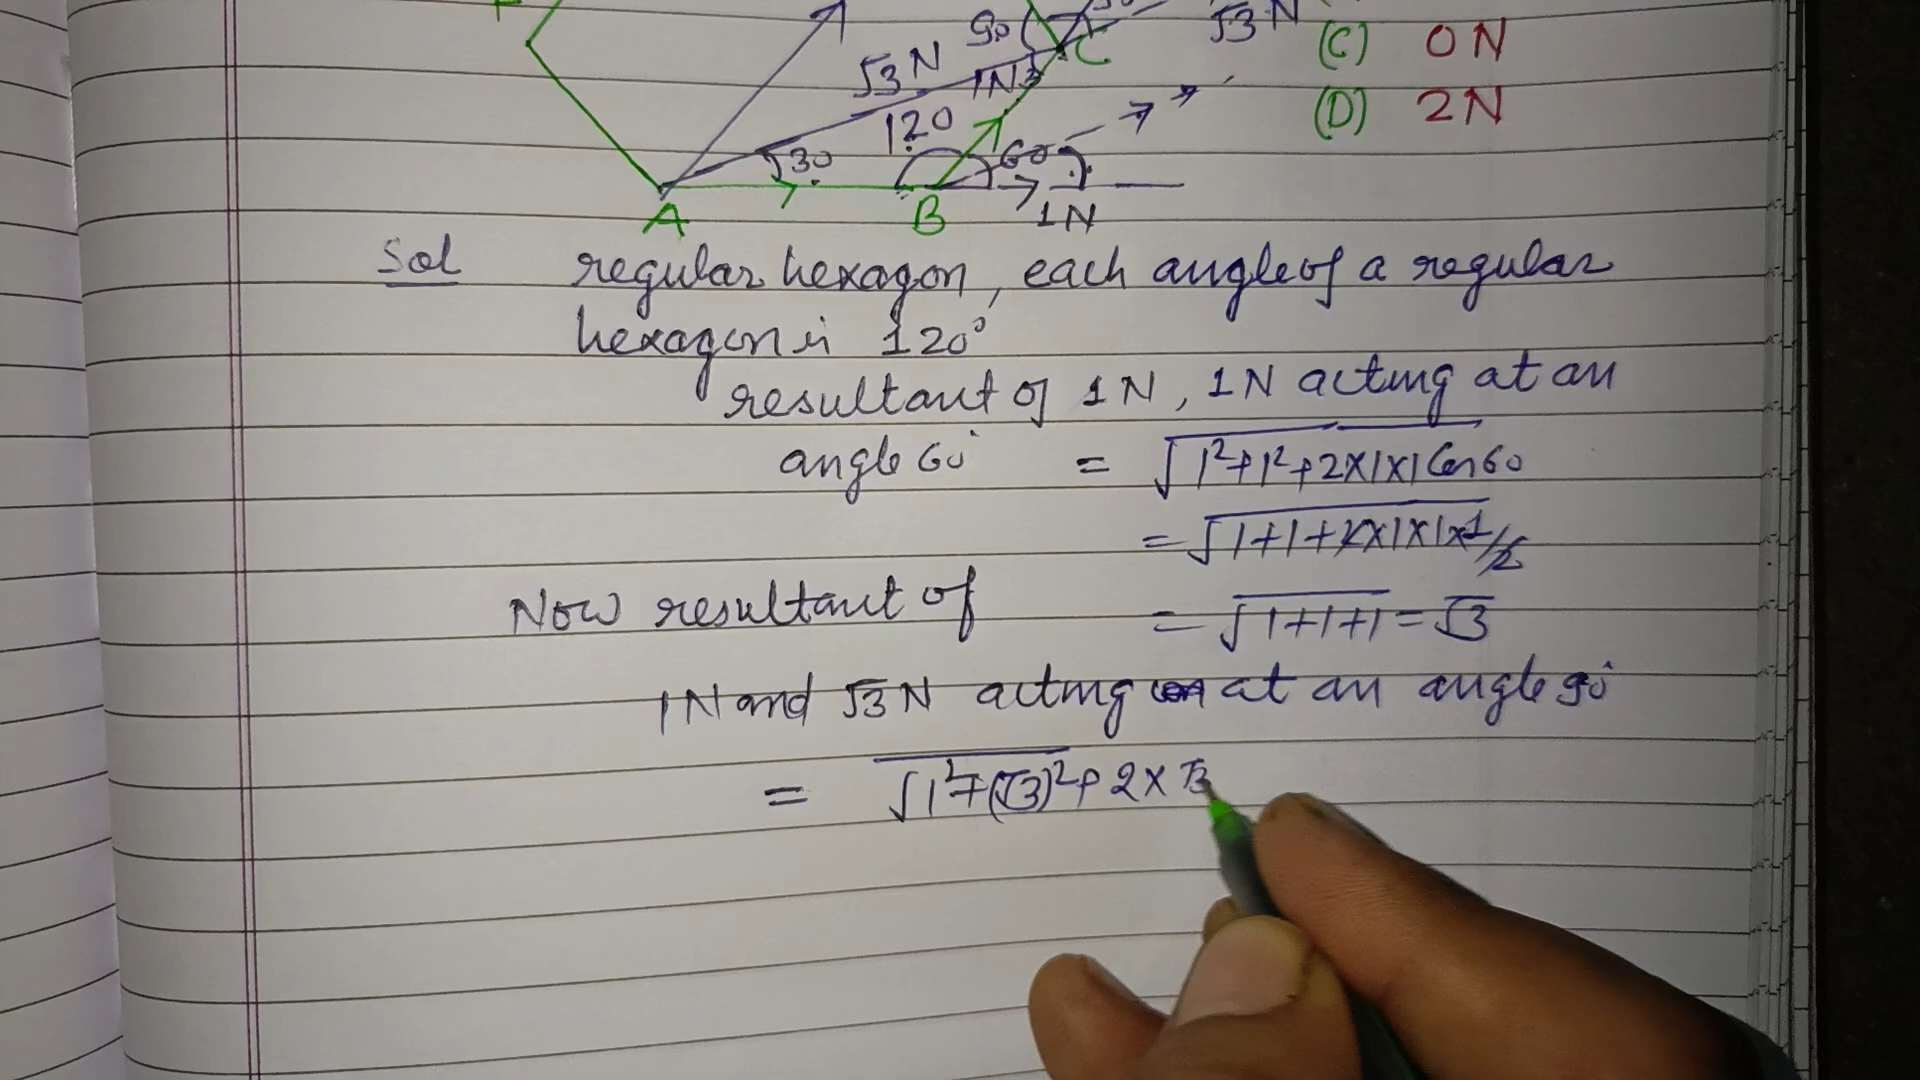 90
√3 N
√3 N
1N
C
(C) 0 N
120
(D) 2 N
30
60
A
B
1N
Sol
regular hexagon, each angle of a regular
hexagon is 120°
resultant of 1N, 1N acting at an
angle 60° = √1²+1²+2×1×1 Cos 60
= √1+1+2×1×1×1/2
Now resultant of
= √1+1+1 = √3
1N and √3 N acting at an angle 90°
= √1²+(√3)²+2×√3